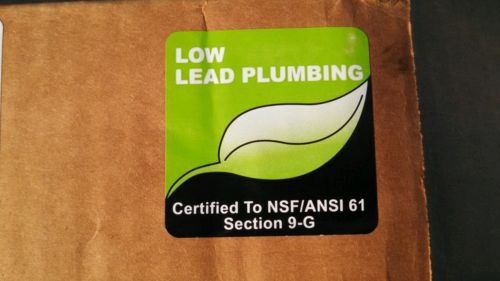 LOW
LEAD PLUMBING
Certified To NSF/ANSI 61
Section 9-G